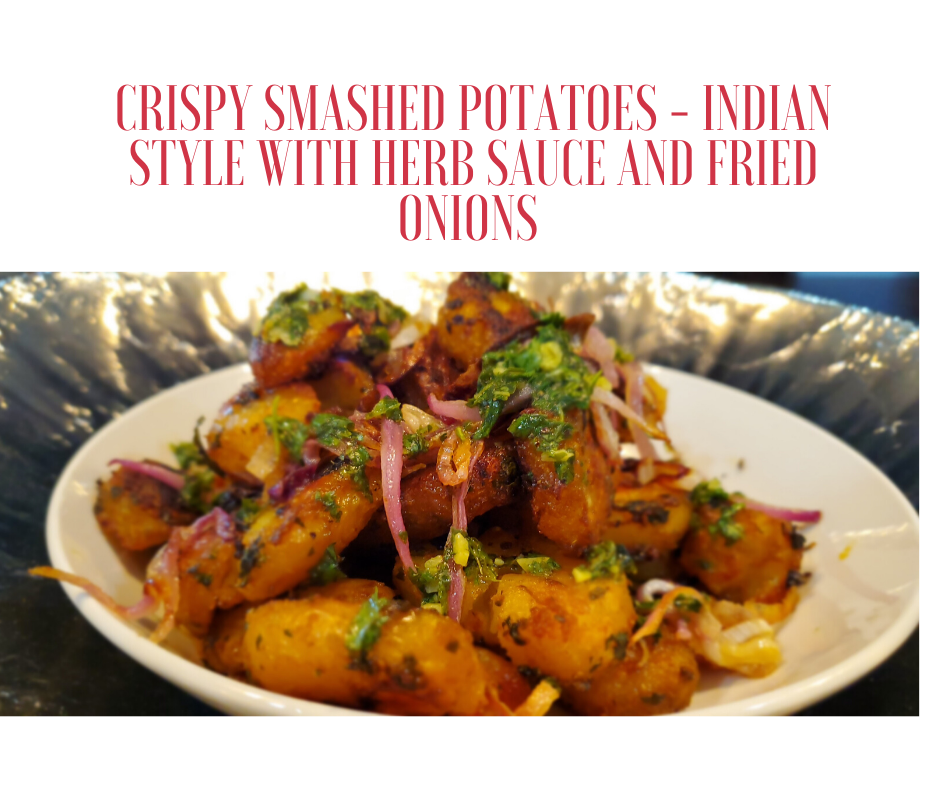 CRISPY SMASHED POTATOES - INDIAN
STYLE WITH HERB SAUCE AND FRIED
ONIONS